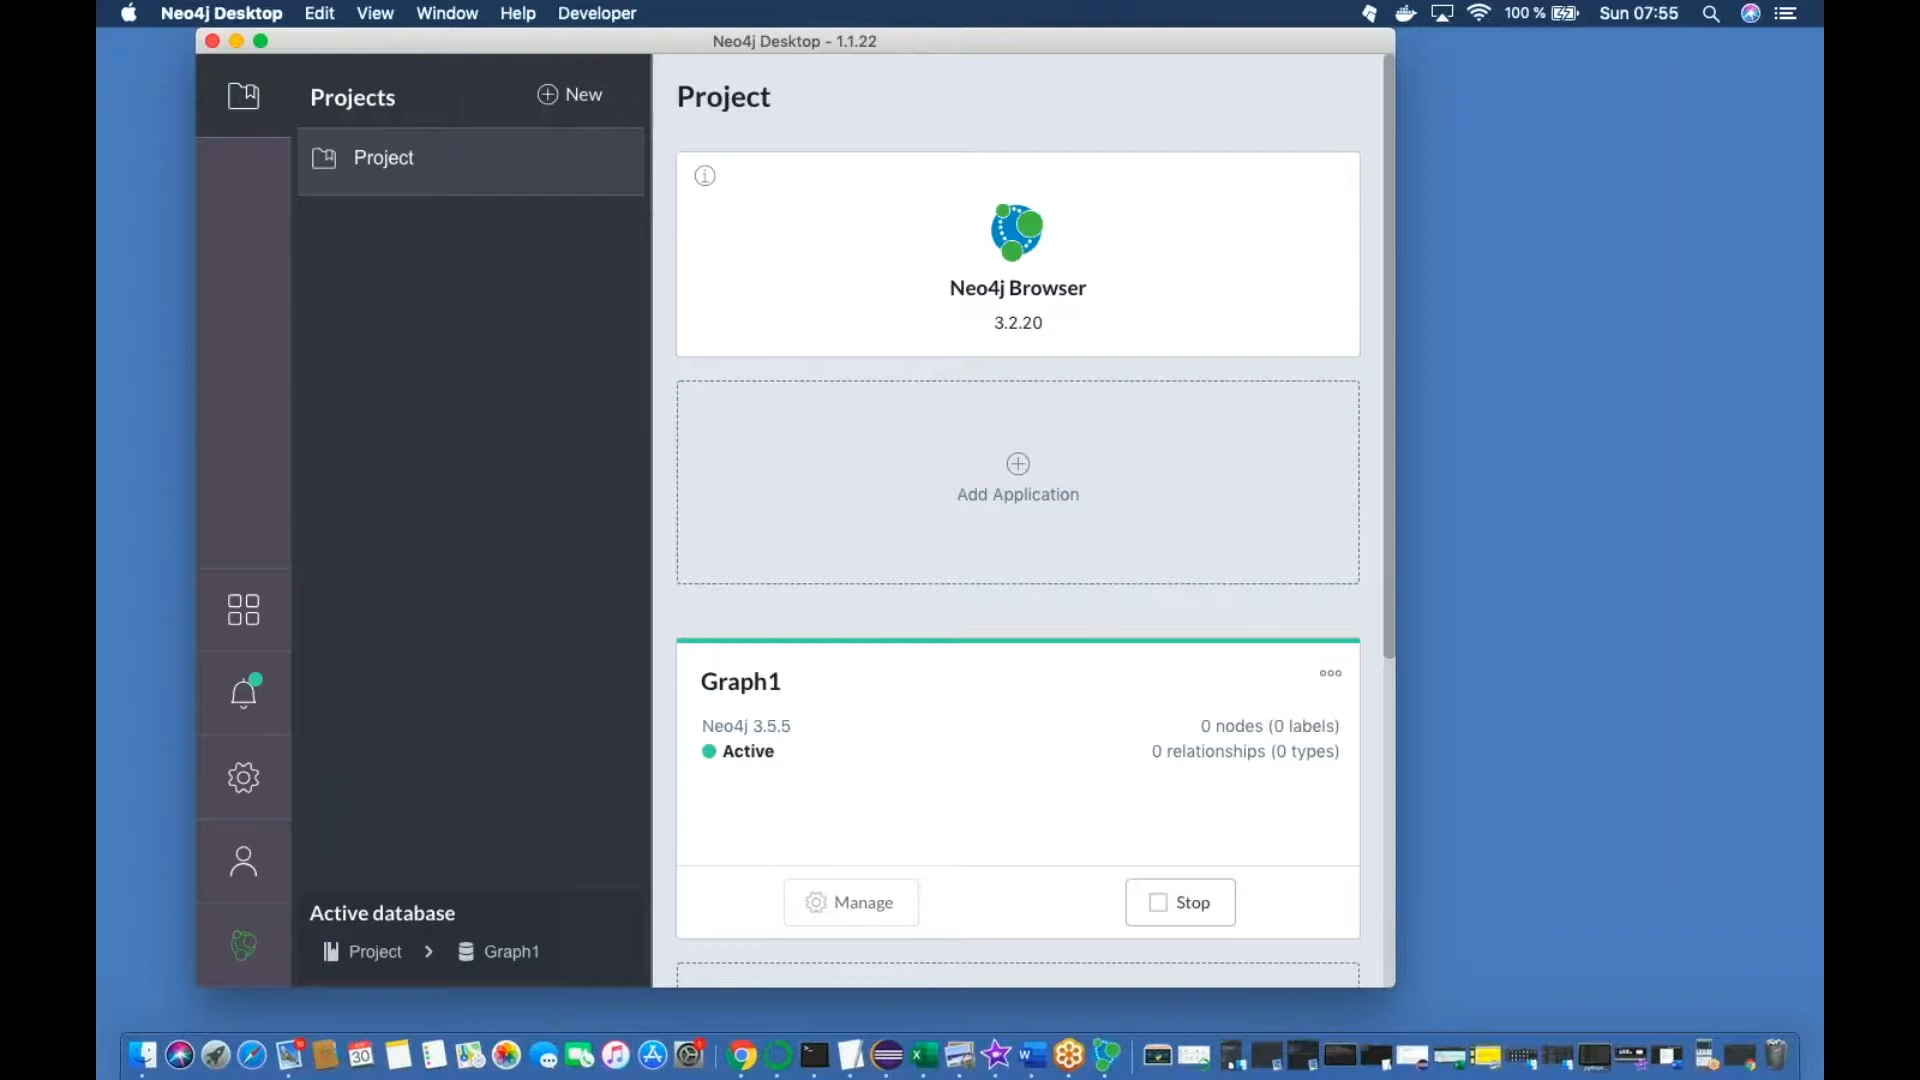 Neo4j Desktop Edit View Window Help Developer 100 % Sun 07:55
Neo4j Desktop - 1.1.22
Projects
New
Project
Project
Neo4j Browser
3.2.20
Add Application
Graph1
Neo4j 3.5.5
0 nodes (0 labels)
Active
0 relationships (0 types)
Manage
Stop
Active database
Project
Graph1
30